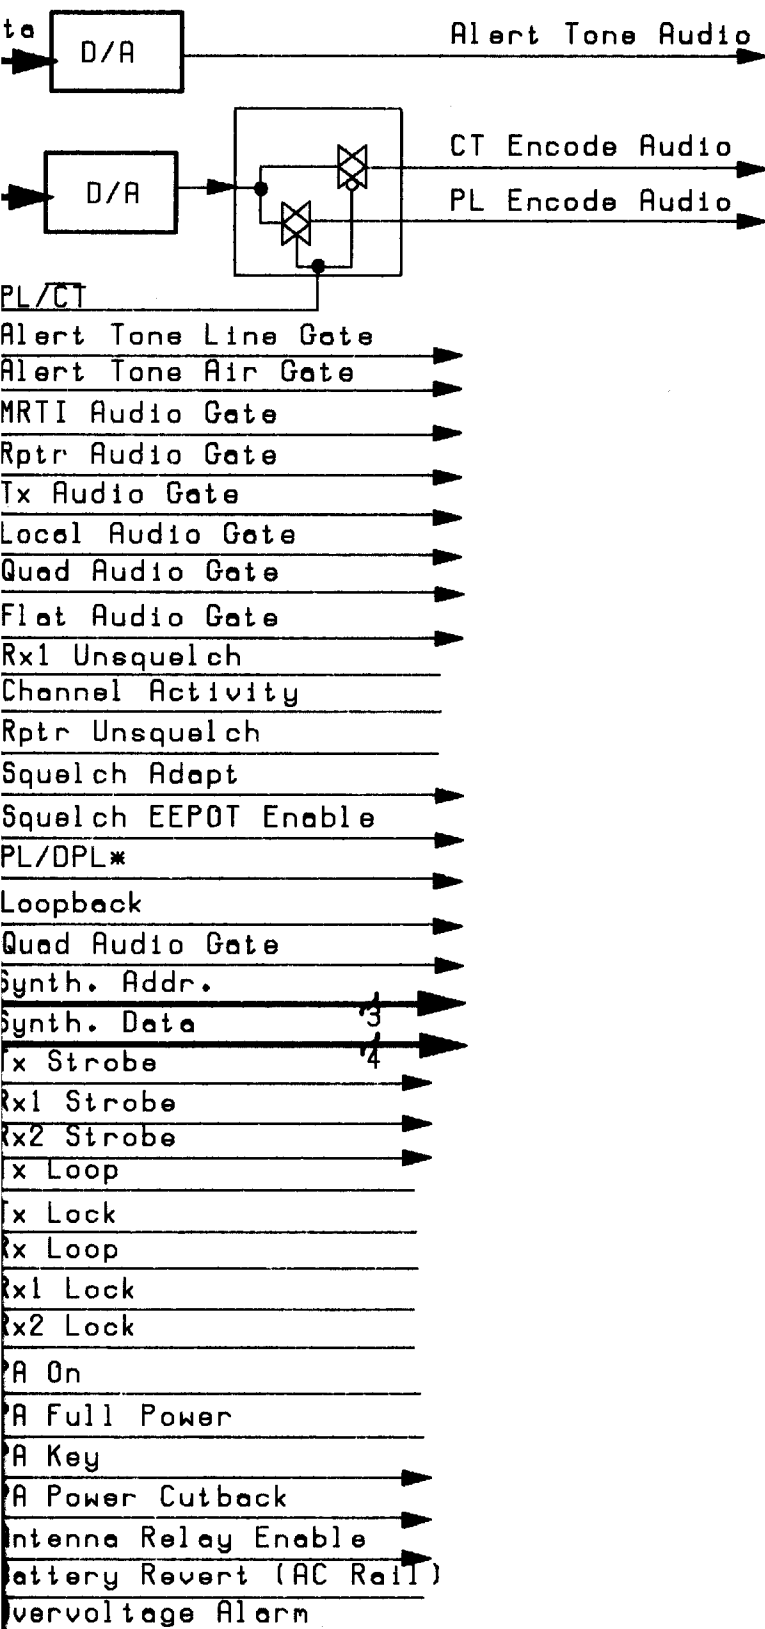 ta
D/A
Alert Tone Audio
D/A
CT Encode Audio
PL Encode Audio
PL/CT
Alert Tone Line Gate
Alert Tone Air Gate
MRTI Audio Gate
Rptr Audio Gate
Tx Audio Gate
Local Audio Gate
Quad Audio Gate
Flat Audio Gate
Rx1 Unsquelch
Channel Activity
Rptr Unsquelch
Squelch Adapt
Squelch EEPOT Enable
PL/DPL*
Loopback
Quad Audio Gate
Synth. Addr.
3
Synth. Data
4
Tx Strobe
Rx1 Strobe
Rx2 Strobe
Tx Loop
Tx Lock
Rx Loop
Rx1 Lock
Rx2 Lock
PA On
PA Full Power
PA Key
PA Power Cutback
Antenna Relay Enable
Battery Revert (AC Rail)
Overvoltage Alarm